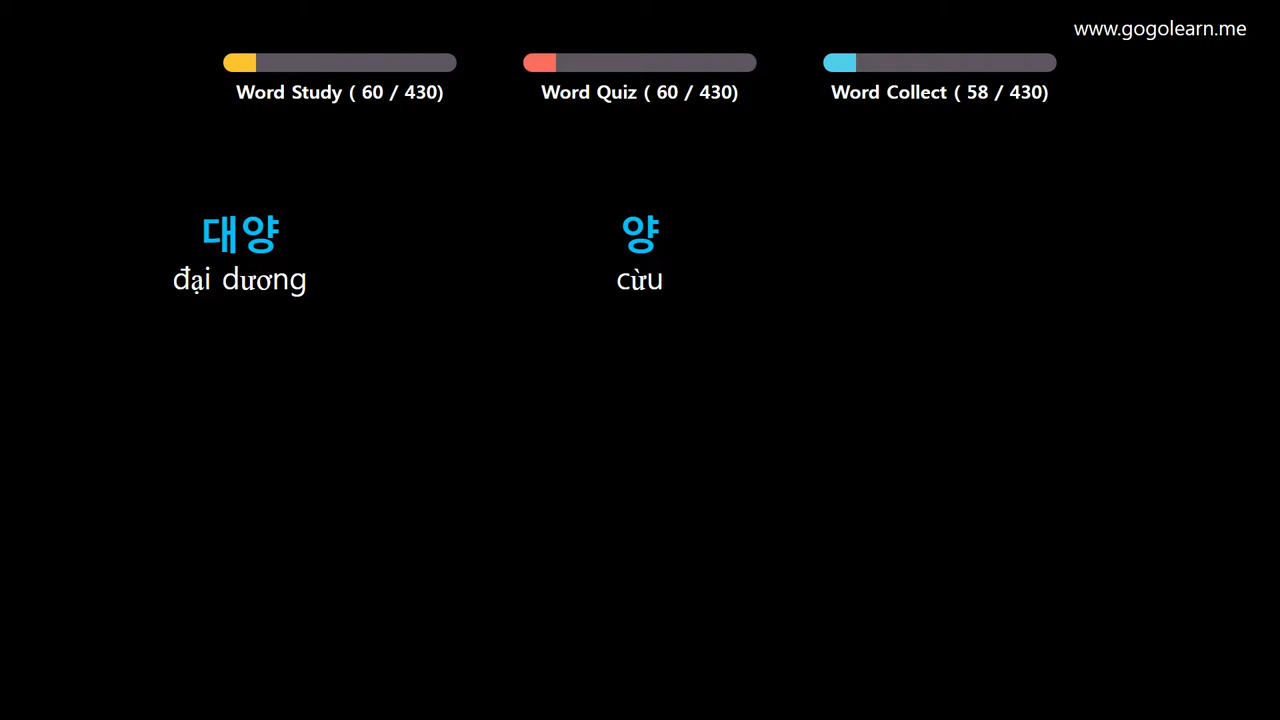 www.gogolearn.me
Word Study ( 60 / 430)
Word Quiz ( 60 / 430)
Word Collect ( 58 / 430)
대양
đại dương
양
cừu